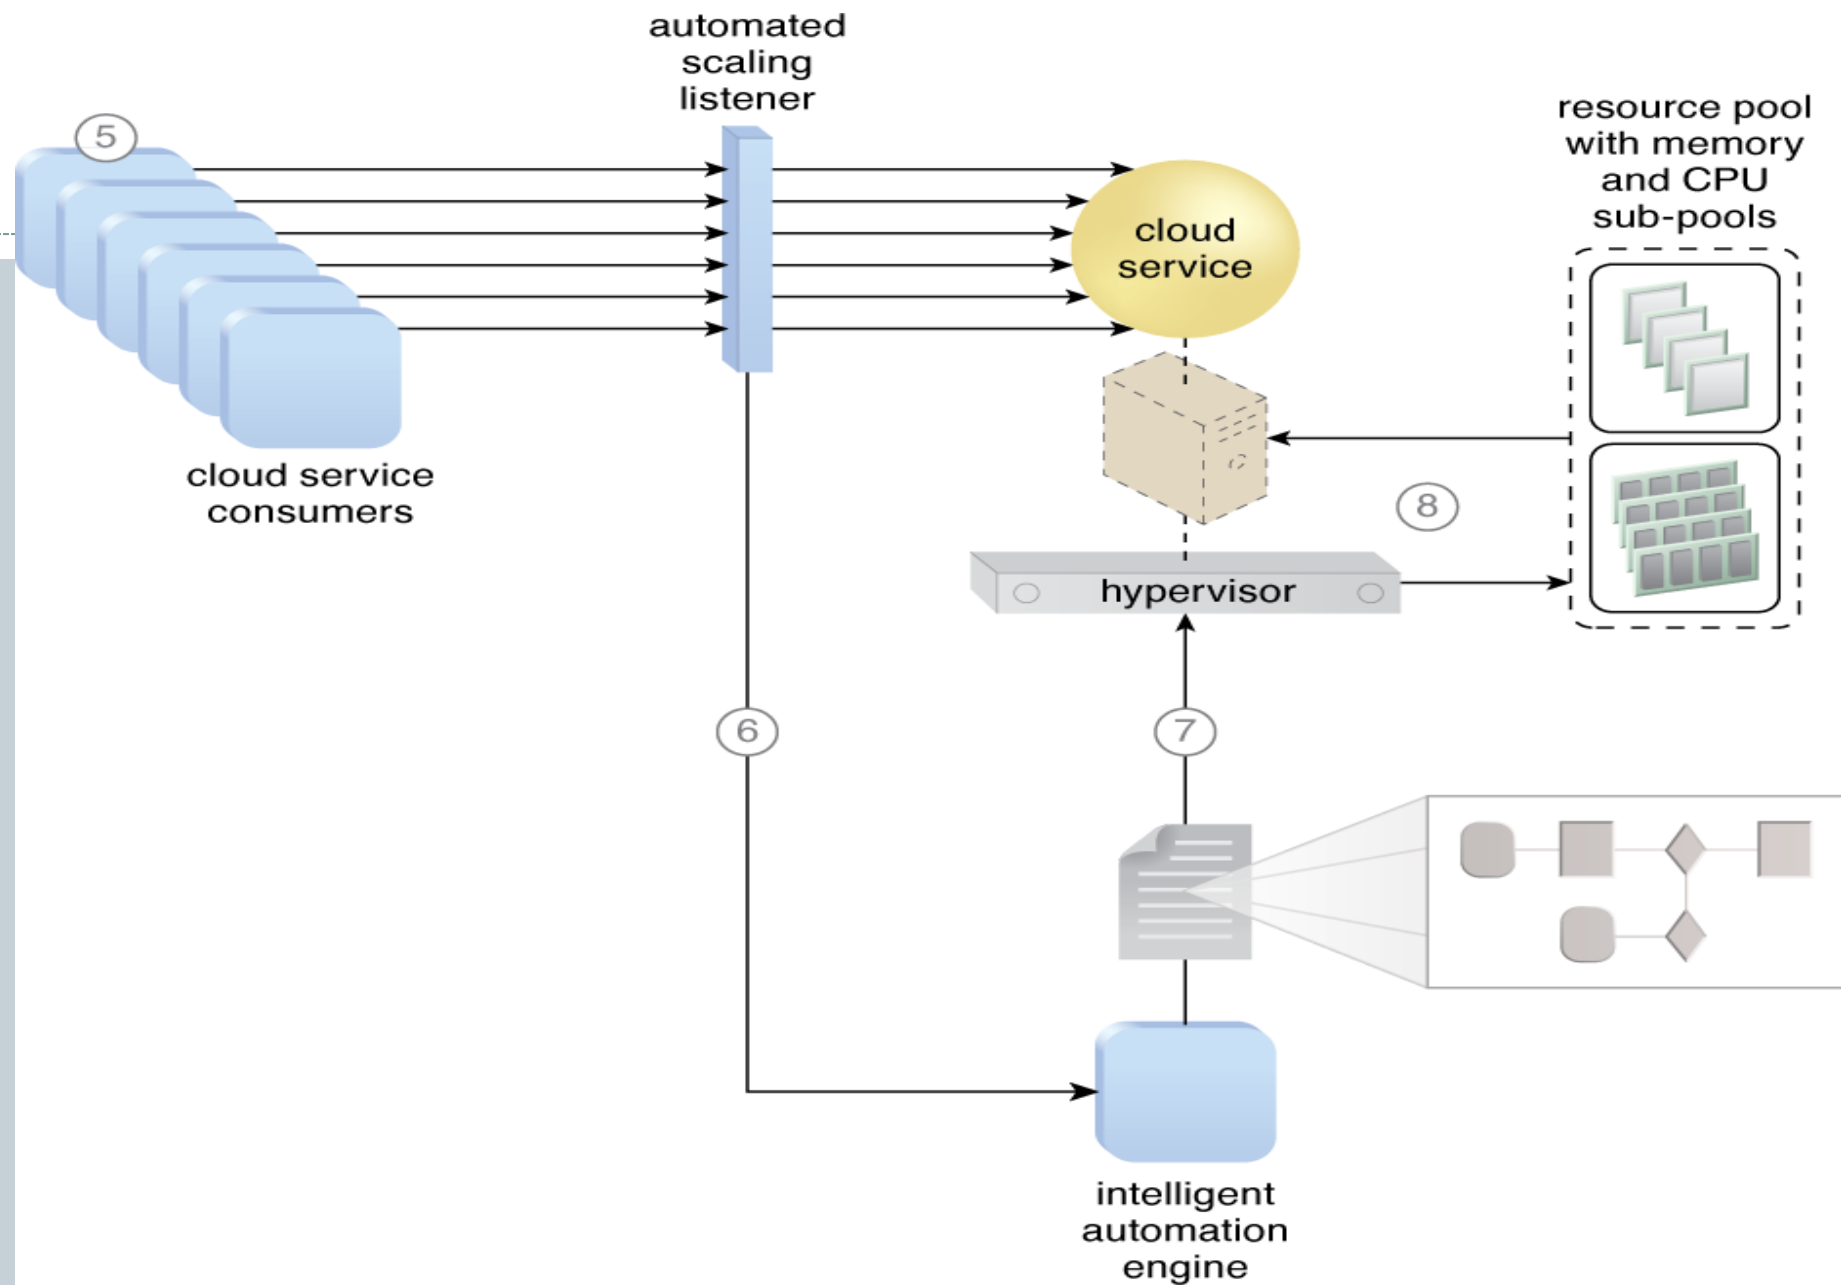 automated
scaling
listener
5
resource pool
with memory
and CPU
sub-pools
cloud
service
cloud service
consumers
8
hypervisor
6
7
intelligent
automation
engine